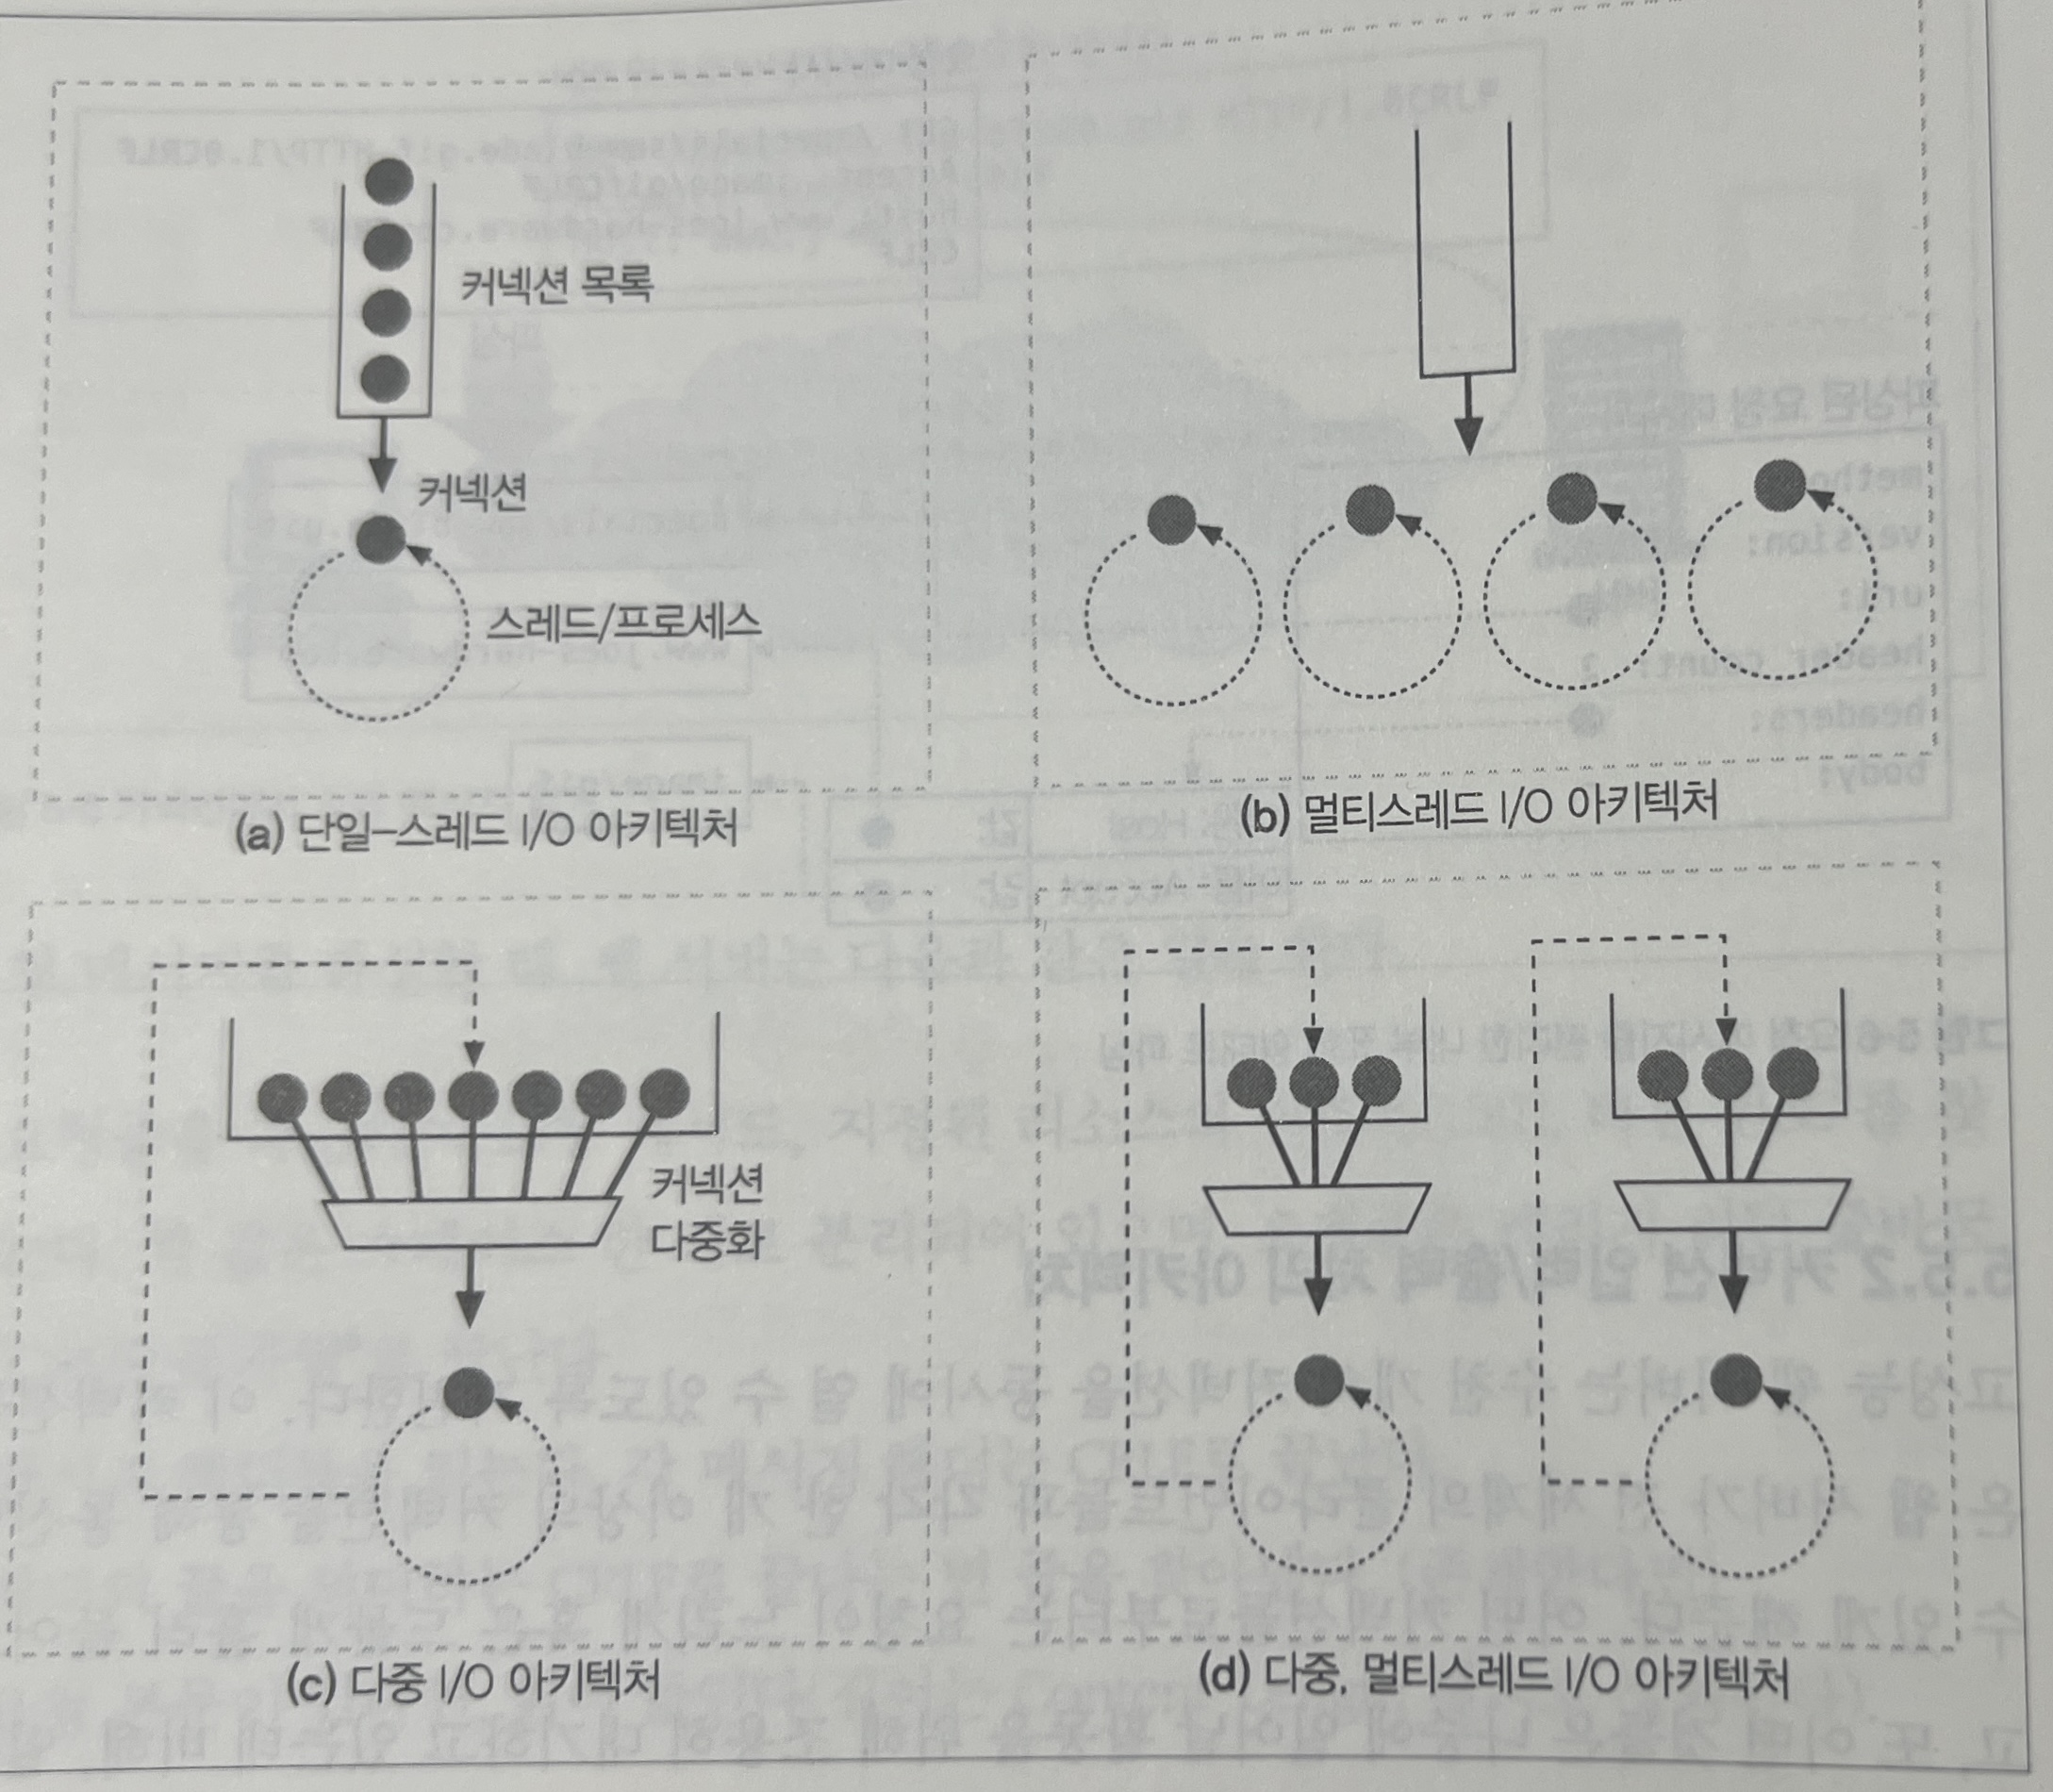 커넥션 목록
커넥션
스레드/프로세스
(a) 단일-스레드 I/O 아키텍처
(b) 멀티스레드 I/O 아키텍처
커넥션
다중화
(c) 다중 I/O 아키텍처
(d) 다중, 멀티스레드 I/O 아키텍처